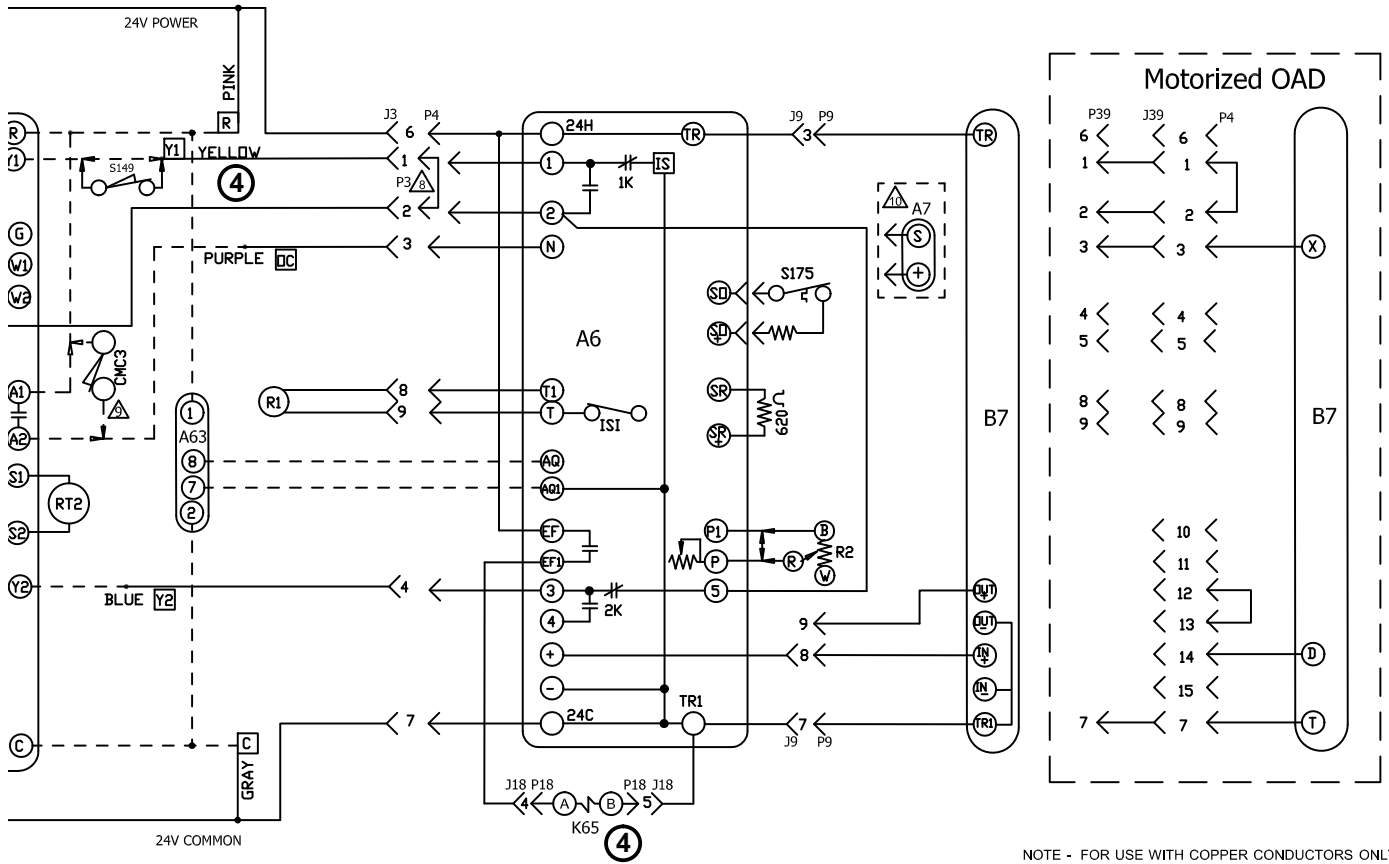 24V POWER
PINK
R
J3 P4
J9 P9
Motorized OAD
P39 J39 P4
R
6
24H
TR
3
TR
6 6
Y1
S149
Y1
YELLOW
4
1
P3
8
1
1K
IS
10
A7
S
+
1 1
2
2
2 2
G
W1
W2
PURPLE OC
3
N
3 3
X
SD
S175
SD
+
4 4
5 5
A6
CMC3
9
A1
A2
R1
8
9
T1
T
ISI
SR
620Ω
SR
+
B7
8 8
9 9
B7
1
A63
8
7
2
AQ
AQ1
S1
RT2
S2
EF
EF1
P1
P
B
R
R2
W
10
11
12
13
14
15
D
Y2
BLUE Y2
4
3
2K
5
4
9
OUT
+
OUT
-
+
8
IN
+
-
IN
-
C
C
GRAY
7
24C
TR1
7
J9 P9
TR1
7 7
T
J18 P18
4
A
B
P18 J18
5
K65
4
24V COMMON
NOTE - FOR USE WITH COPPER CONDUCTORS ONLY